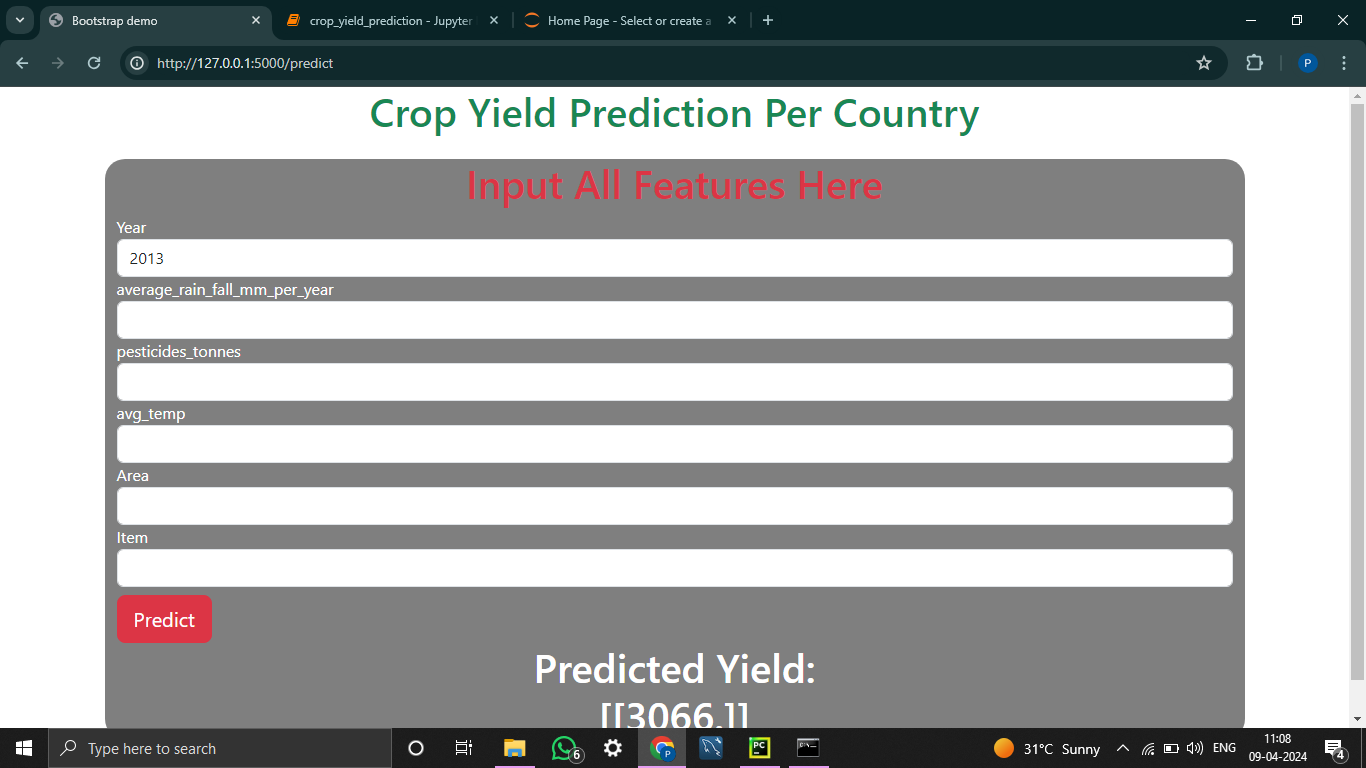 Bootstrap demo
crop_yield_prediction - Jupyter
Home Page - Select or create a
http://127.0.0.1:5000/predict
P
Crop Yield Prediction Per Country
Input All Features Here
Year
2013
average_rain_fall_mm_per_year
pesticides_tonnes
avg_temp
Area
Item
Predict
Predicted Yield:
[[3066.]]
Type here to search
6
P
PC
31°C Sunny
ENG
11:08
09-04-2024
4